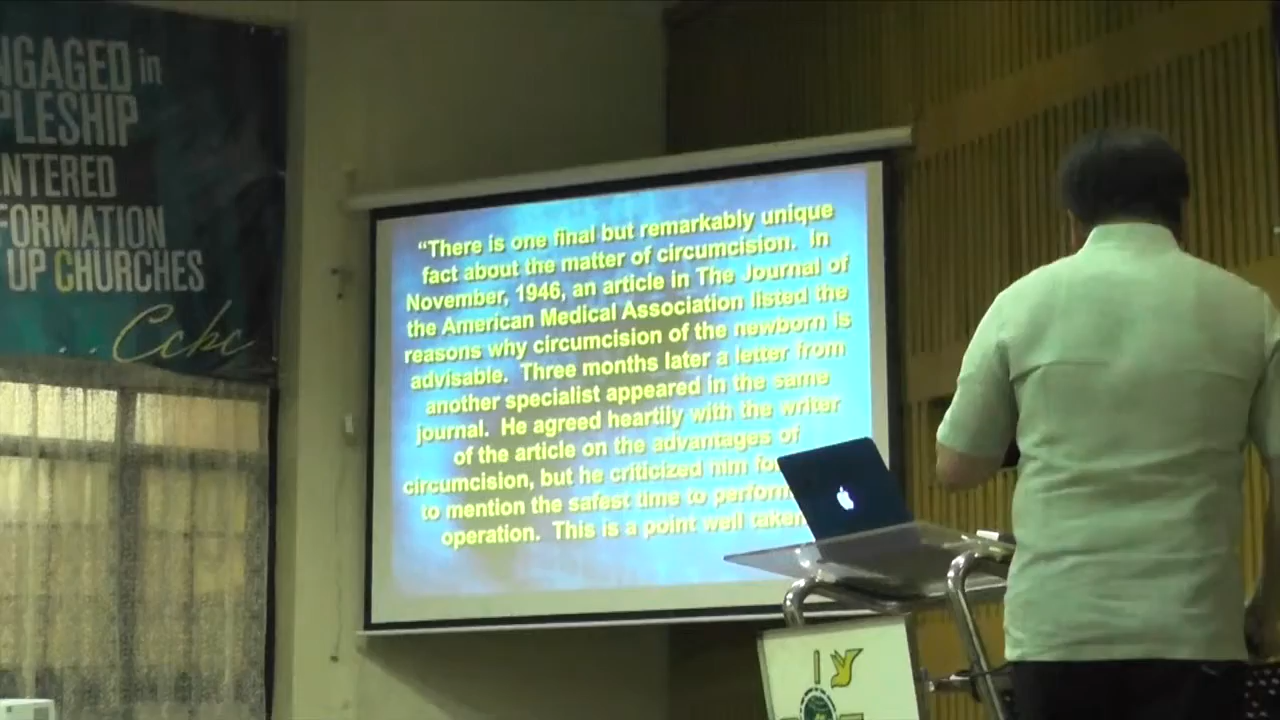 NGAGED in
PLESHIP
NTERED
FORMATION
UP CHURCHES
... Ccbc
“There is one final but remarkably unique
fact about the matter of circumcision. In
November, 1946, an article in The Journal of
the American Medical Association listed the
reasons why circumcision of the newborn is
advisable. Three months later a letter from
another specialist appeared in the same
journal. He agreed heartily with the writer
of the article on the advantages of
circumcision, but he criticized him fo
to mention the safest time to perform
operation. This is a point well taken